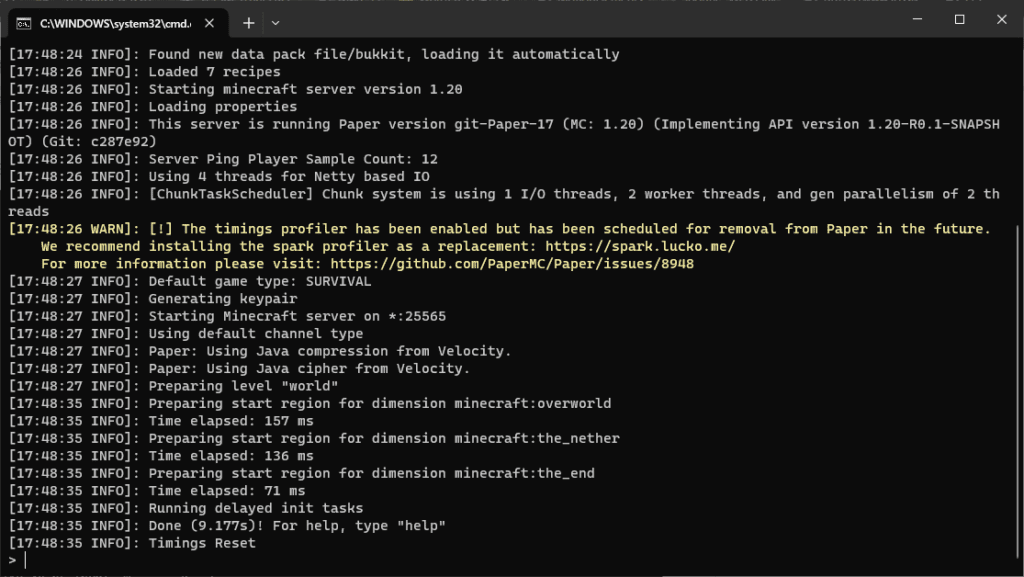 C:\WINDOWS\system32\cmd.
[17:48:24 INFO]: Found new data pack file/bukkit, loading it automatically
[17:48:26 INFO]: Loaded 7 recipes
[17:48:26 INFO]: Starting minecraft server version 1.20
[17:48:26 INFO]: Loading properties
[17:48:26 INFO]: This server is running Paper version git-Paper-17 (MC: 1.20) (Implementing API version 1.20-R0.1-SNAPSH
OT) (Git: c287e92)
[17:48:26 INFO]: Server Ping Player Sample Count: 12
[17:48:26 INFO]: Using 4 threads for Netty based IO
[17:48:26 INFO]: [ChunkTaskScheduler] Chunk system is using 1 I/O threads, 2 worker threads, and gen parallelism of 2 th
reads
[17:48:26 WARN]: [!] The timings profiler has been enabled but has been scheduled for removal from Paper in the future.
    We recommend installing the spark profiler as a replacement: https://spark.lucko.me/
    For more information please visit: https://github.com/PaperMC/Paper/issues/8948
[17:48:27 INFO]: Default game type: SURVIVAL
[17:48:27 INFO]: Generating keypair
[17:48:27 INFO]: Starting Minecraft server on *:25565
[17:48:27 INFO]: Using default channel type
[17:48:27 INFO]: Paper: Using Java compression from Velocity.
[17:48:27 INFO]: Paper: Using Java cipher from Velocity.
[17:48:27 INFO]: Preparing level "world"
[17:48:35 INFO]: Preparing start region for dimension minecraft:overworld
[17:48:35 INFO]: Time elapsed: 157 ms
[17:48:35 INFO]: Preparing start region for dimension minecraft:the_nether
[17:48:35 INFO]: Time elapsed: 136 ms
[17:48:35 INFO]: Preparing start region for dimension minecraft:the_end
[17:48:35 INFO]: Time elapsed: 71 ms
[17:48:35 INFO]: Running delayed init tasks
[17:48:35 INFO]: Done (9.177s)! For help, type "help"
[17:48:35 INFO]: Timings Reset
>